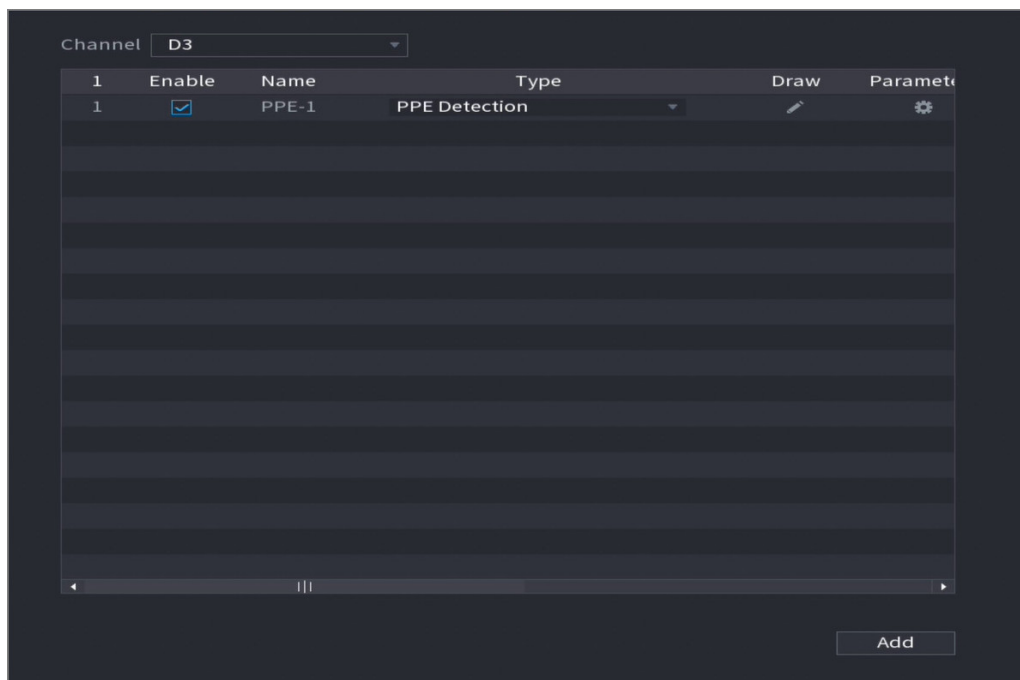 Channel D3
1 Enable Name Type Draw Paramete
1 PPE-1 PPE Detection
Add